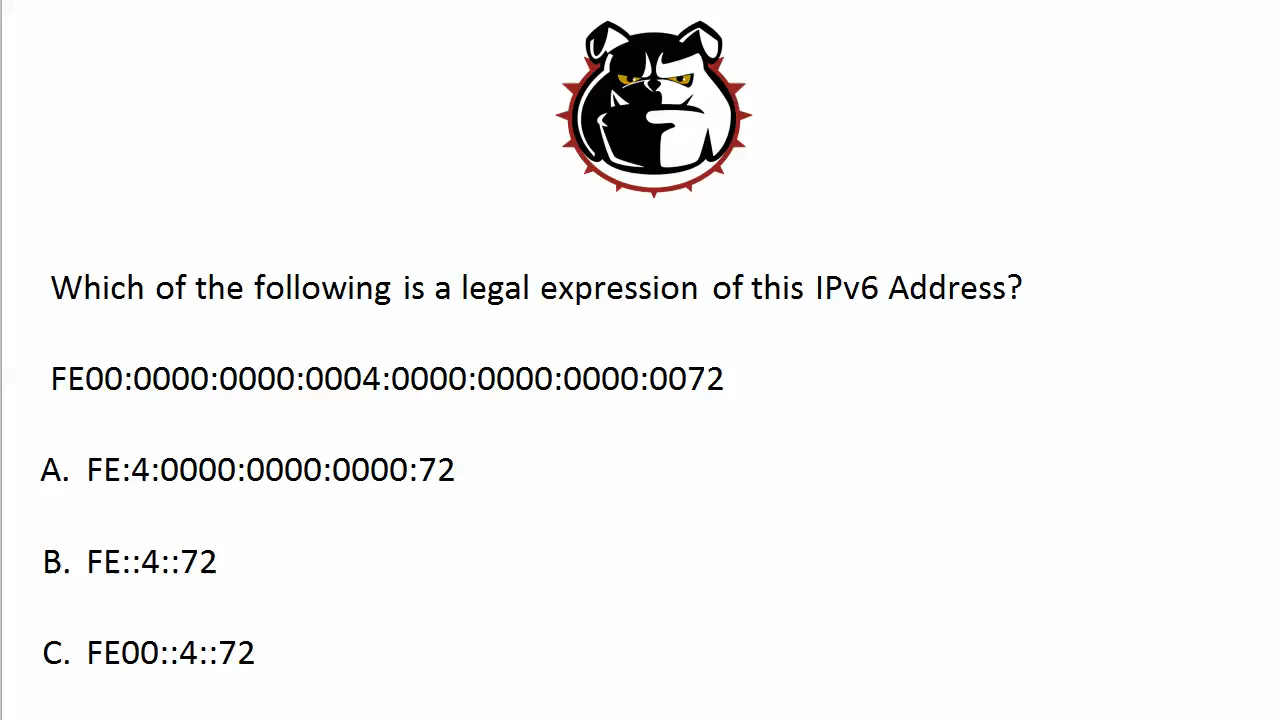 Which of the following is a legal expression of this IPv6 Address?
FE00:0000:0000:0004:0000:0000:0000:0072
A. FE:4:0000:0000:0000:72
B. FE::4::72
C. FE00::4::72